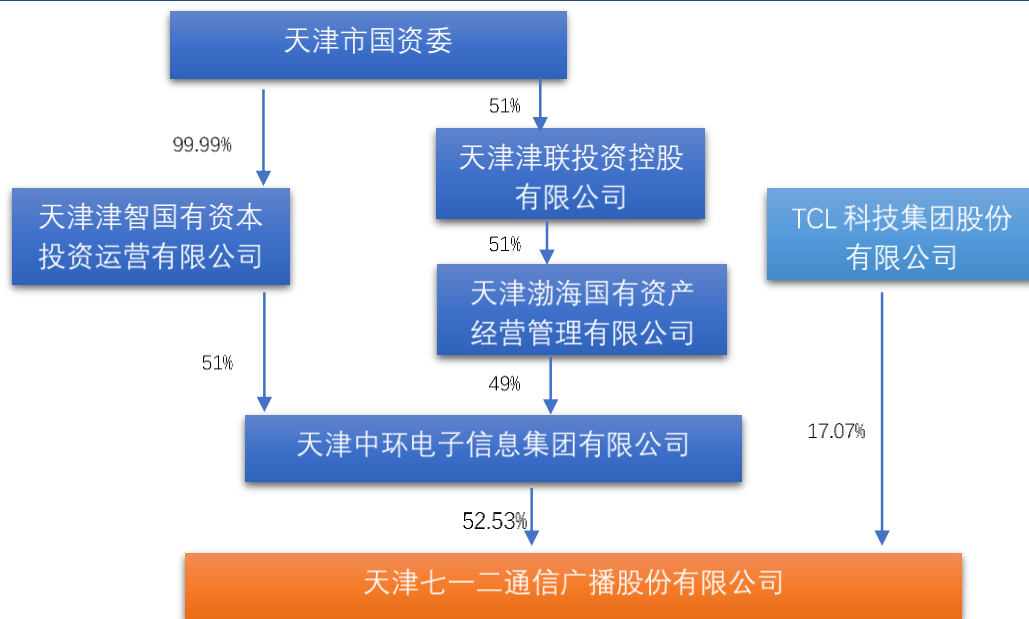 天津市国资委
51%
99.99%
天津津联投资控股
有限公司
天津津智国有资本
投资运营有限公司
TCL 科技集团股份
有限公司
51%
天津渤海国有资产
经营管理有限公司
51%
49%
天津中环电子信息集团有限公司
17.07%
52.53%
天津七一二通信广播股份有限公司